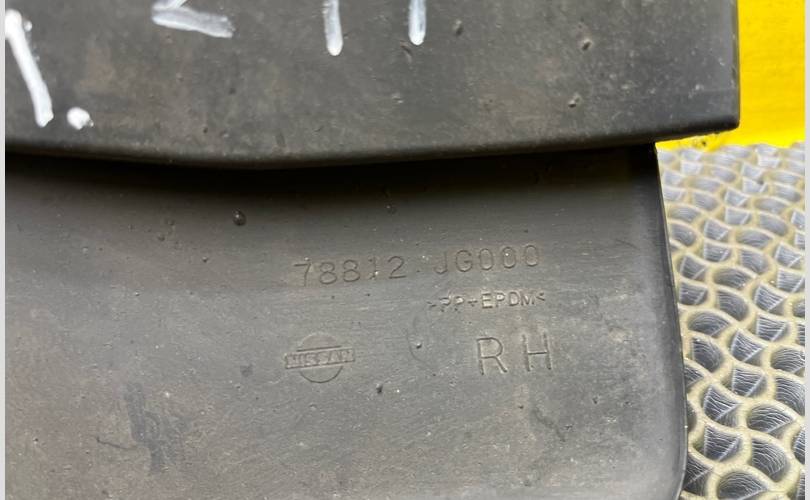 78812 JG000
>PP+EPDM<
NISSAN
RH